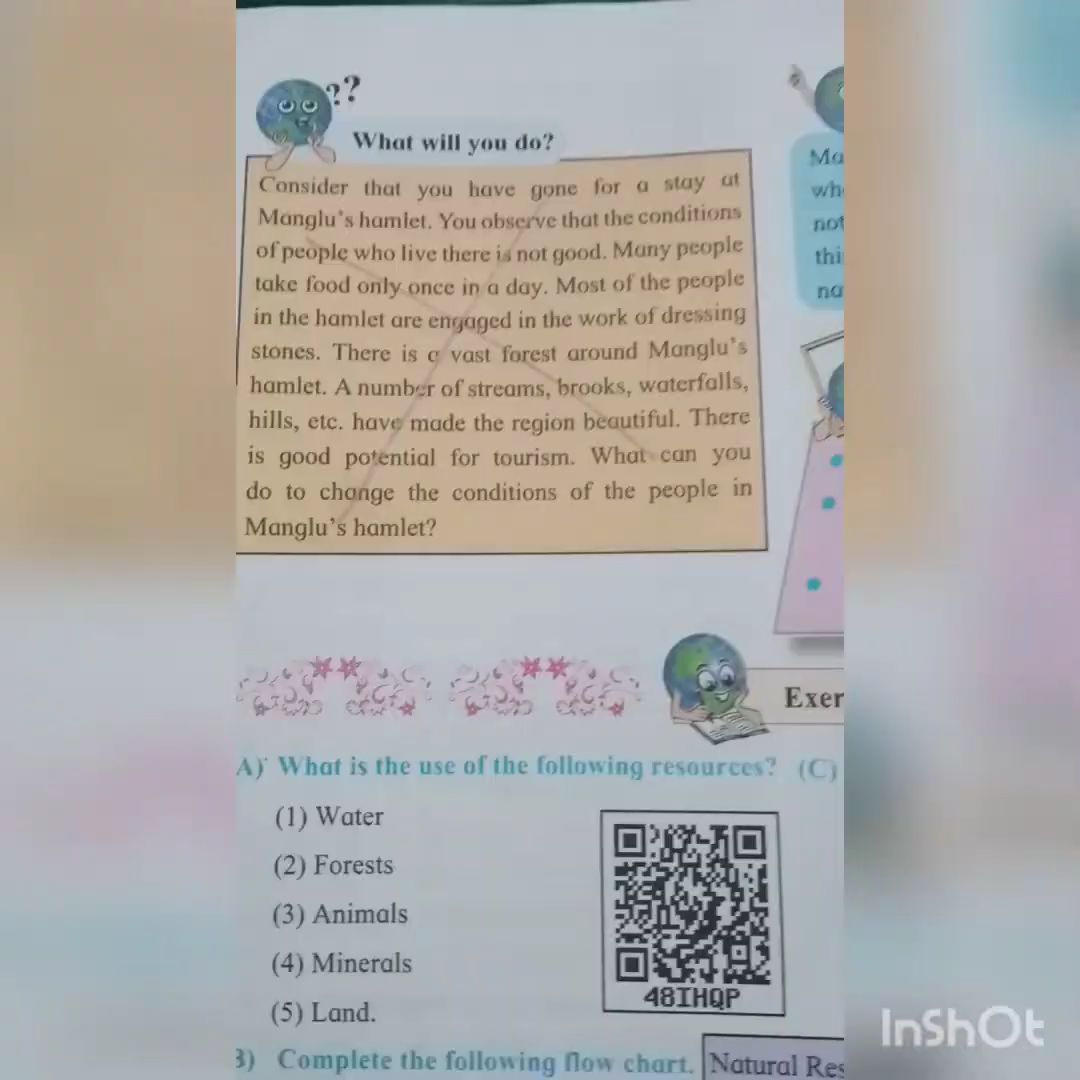 ??
What will you do?
Consider that you have gone for a stay at
Manglu's hamlet. You observe that the conditions
of people who live there is not good. Many people
take food only once in a day. Most of the people
in the hamlet are engaged in the work of dressing
stones. There is a vast forest around Manglu's
hamlet. A number of streams, brooks, waterfalls,
hills, etc. have made the region beautiful. There
is good potential for tourism. What can you
do to change the conditions of the people in
Manglu's hamlet?
Exer
A) What is the use of the following resources? (C)
(1) Water
(2) Forests
(3) Animals
(4) Minerals
(5) Land.
48IHQP
B) Complete the following flow chart.
Natural Res
InShOt